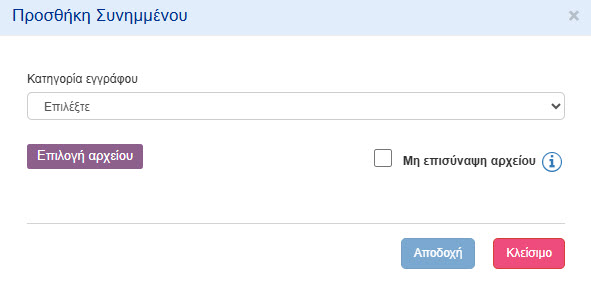 Προσθήκη Συνημμένου ×
Κατηγορία εγγράφου
Επιλέξτε
Επιλογή αρχείου Μη επισύναψη αρχείου i
Αποδοχή Κλείσιμο